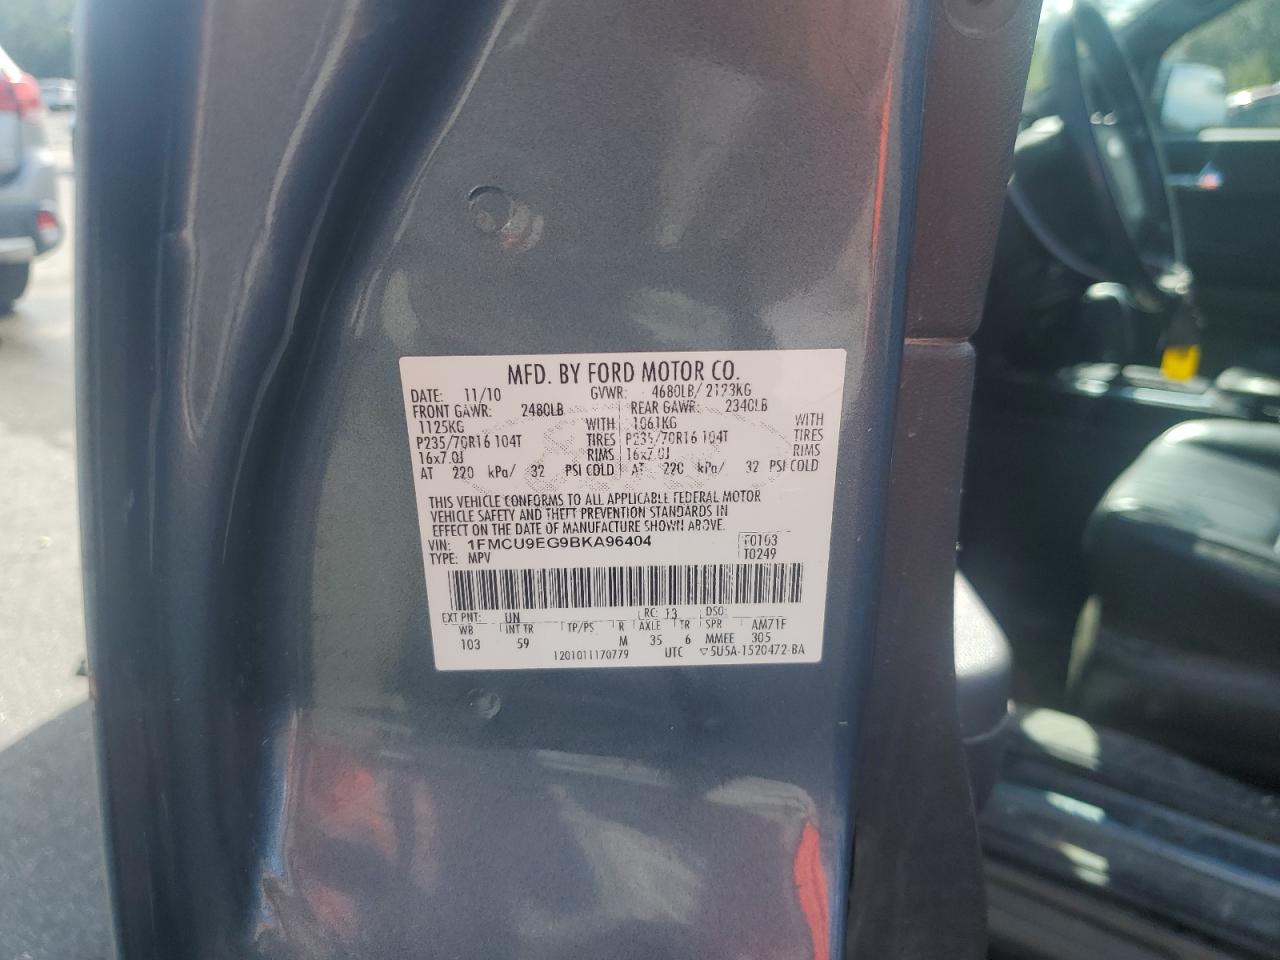 MFD. BY FORD MOTOR CO.
DATE: 11/10 GVWR: 4680LB/ 2123KG
FRONT GAWR: 2480LB REAR GAWR: 2340LB
1125KG WITH 1061KG WITH
P235/70R16 104T TIRES P235/70R16 104T TIRES
16x7.0J RIMS 16x7.0J RIMS
AT 220 kPa/ 32 PSI COLD AT 220 kPa/ 32 PSI COLD
THIS VEHICLE CONFORMS TO ALL APPLICABLE FEDERAL MOTOR
VEHICLE SAFETY AND THEFT PREVENTION STANDARDS IN
EFFECT ON THE DATE OF MANUFACTURE SHOWN ABOVE.
VIN: 1FMCU9EG9BKA96404 T0103
TYPE: MPV T0249
EXT PNT: UN RC: 13 DSO:
WB INT TR TP/PS R AXLE TR SPR AM71F
103 59 M 35 6 MMEE 305
1201011170779 UTC ▽5U5A-1520472-BA